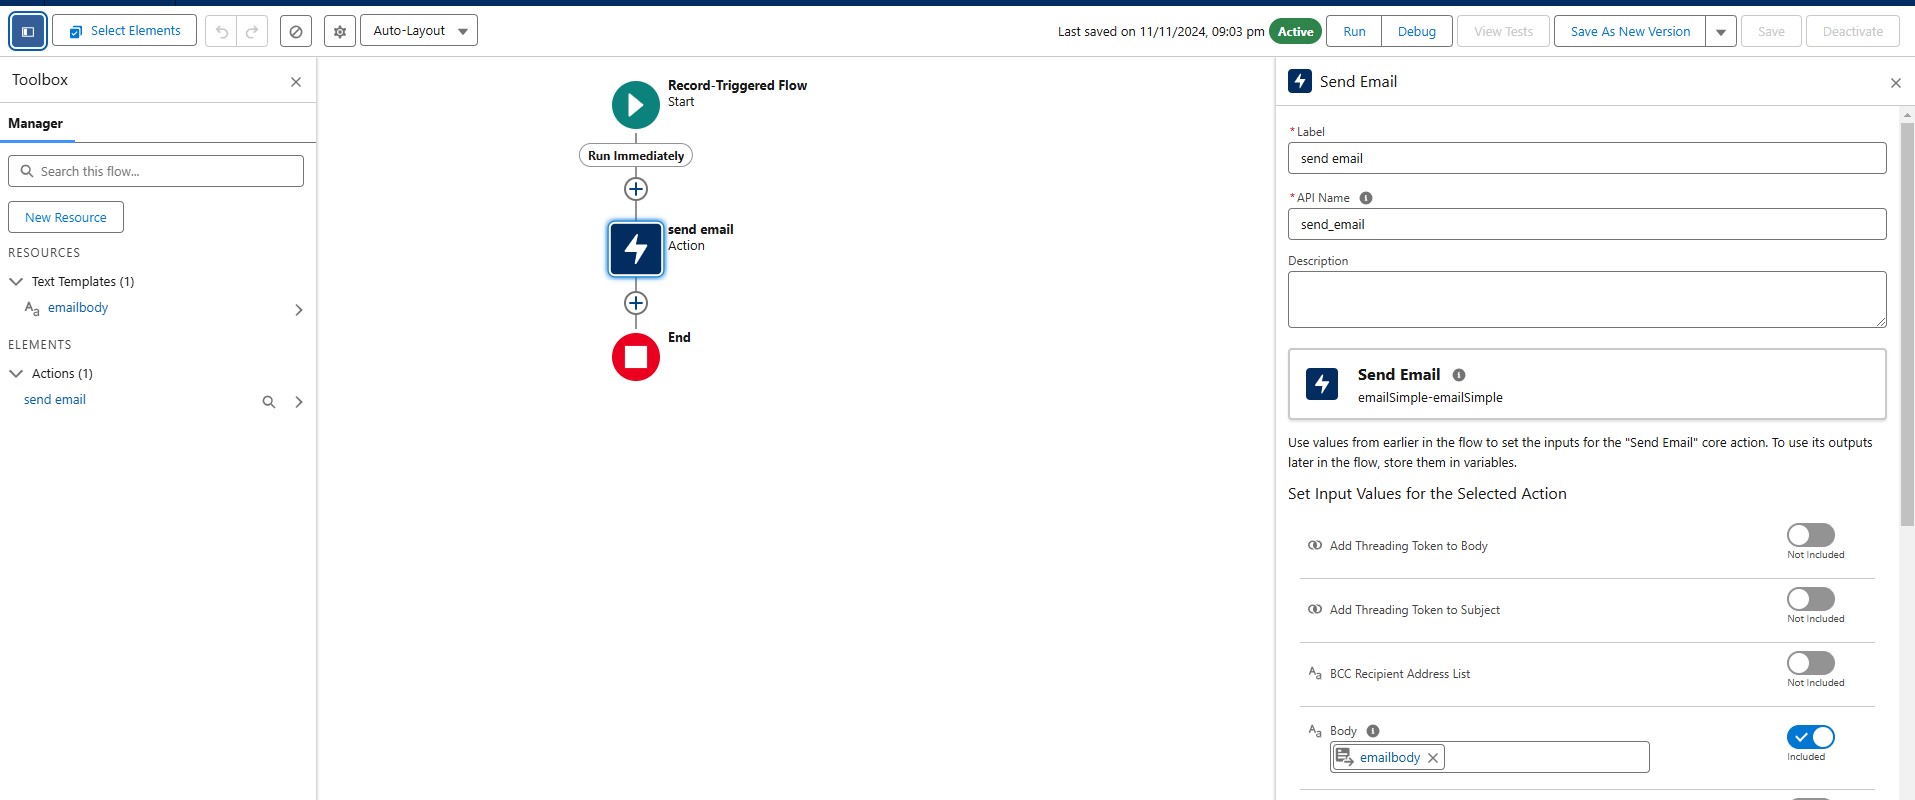 Select Elements
Auto-Layout
Last saved on 11/11/2024, 09:03 pm
Active
Run
Debug
View Tests
Save As New Version
Save
Deactivate
Toolbox
Manager
Search this flow...
New Resource
RESOURCES
Text Templates (1)
Aa emailbody
ELEMENTS
Actions (1)
send email
Record-Triggered Flow
Start
Run Immediately
send email
Action
End
Send Email
*Label
send email
*API Name
send_email
Description
Send Email
emailSimple-emailSimple
Use values from earlier in the flow to set the inputs for the "Send Email" core action. To use its outputs
later in the flow, store them in variables.
Set Input Values for the Selected Action
Add Threading Token to Body
Not Included
Add Threading Token to Subject
Not Included
Aa BCC Recipient Address List
Not Included
Aa Body
emailbody
Included